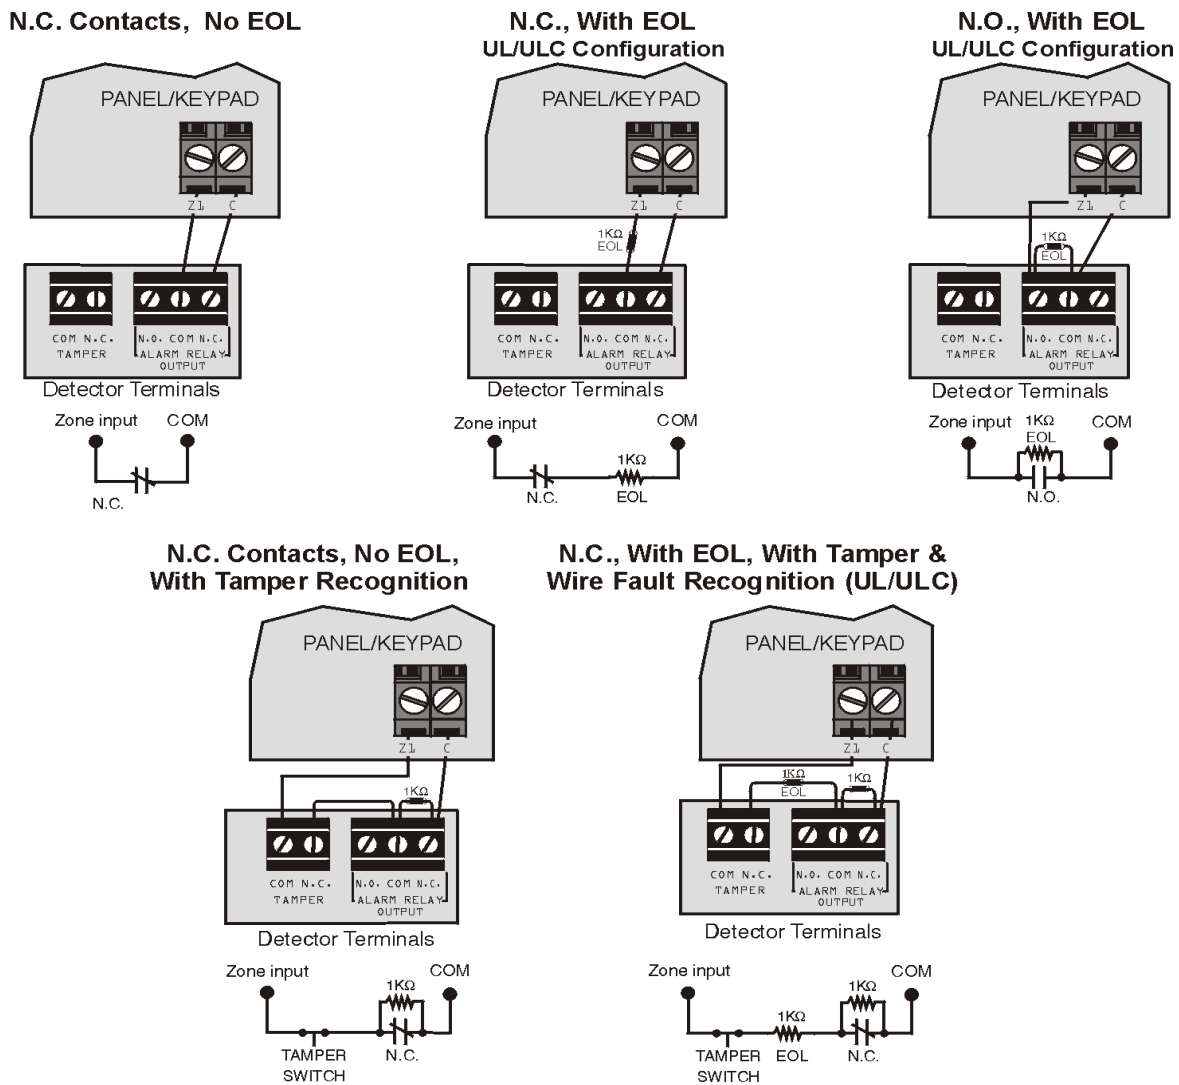 N.C. Contacts, No EOL
PANEL/KEYPAD
Z1 C
COM N.C.
TAMPER
N.O. COM N.C.
ALARM RELAY
OUTPUT
Detector Terminals
Zone input
COM
N.C.
N.C., With EOL
UL/ULC Configuration
PANEL/KEYPAD
Z1 C
1KΩ
EOL
COM N.C.
TAMPER
N.O. COM N.C.
ALARM RELAY
OUTPUT
Detector Terminals
Zone input
COM
1KΩ
N.C.
EOL
N.O., With EOL
UL/ULC Configuration
PANEL/KEYPAD
Z1 C
1KΩ
EOL
COM N.C.
TAMPER
N.O. COM N.C.
ALARM RELAY
OUTPUT
Detector Terminals
Zone input
1KΩ
EOL
COM
N.O.
N.C. Contacts, No EOL,
With Tamper Recognition
PANEL/KEYPAD
Z1 C
1KΩ
COM N.C.
TAMPER
N.O. COM N.C.
ALARM RELAY
OUTPUT
Detector Terminals
Zone input
COM
1KΩ
TAMPER
SWITCH
N.C.
N.C., With EOL, With Tamper &
Wire Fault Recognition (UL/ULC)
PANEL/KEYPAD
Z1 C
1KΩ
EOL
1KΩ
COM N.C.
TAMPER
N.O. COM N.C.
ALARM RELAY
OUTPUT
Detector Terminals
Zone input
COM
1KΩ
1KΩ
TAMPER
SWITCH
EOL
N.C.